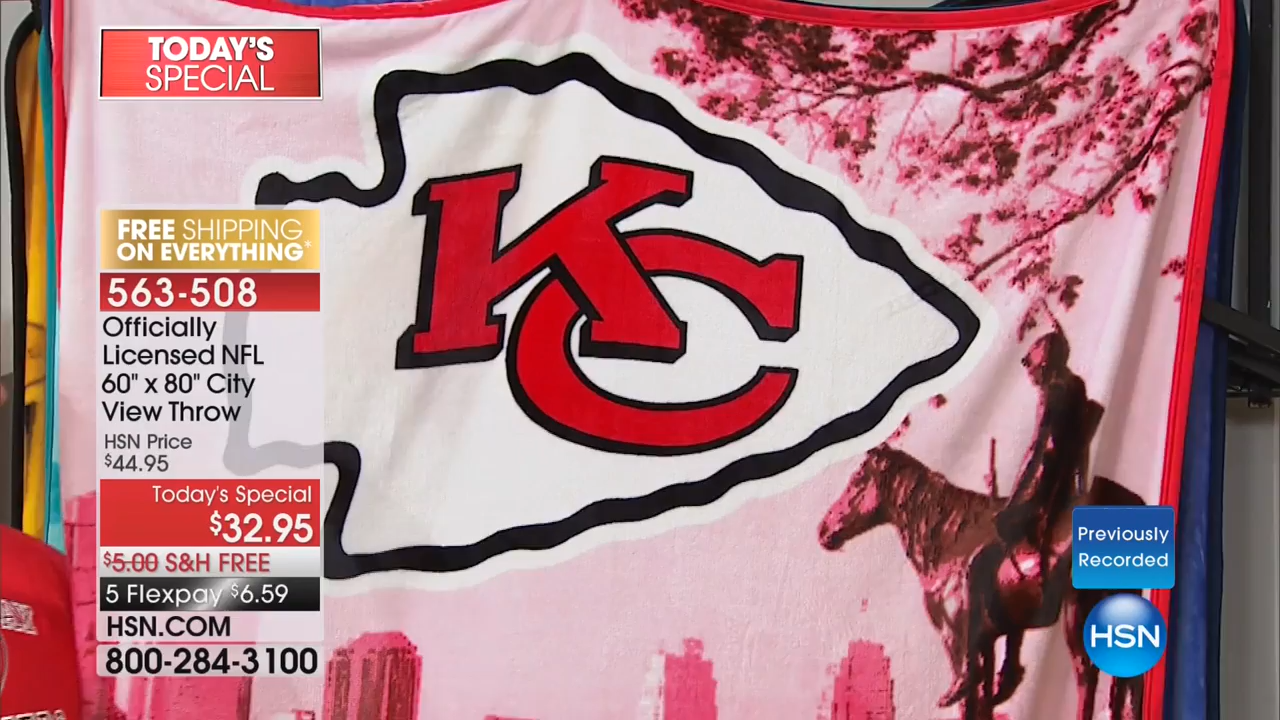 TODAY'S
SPECIAL
FREE SHIPPING
ON EVERYTHING*
563-508
Officially
Licensed NFL
60" x 80" City
View Throw
HSN Price
$44.95
Today's Special
$32.95
$5.00 S&H FREE
5 Flexpay $6.59
HSN.COM
800-284-3100
KC
Previously
Recorded
HSN